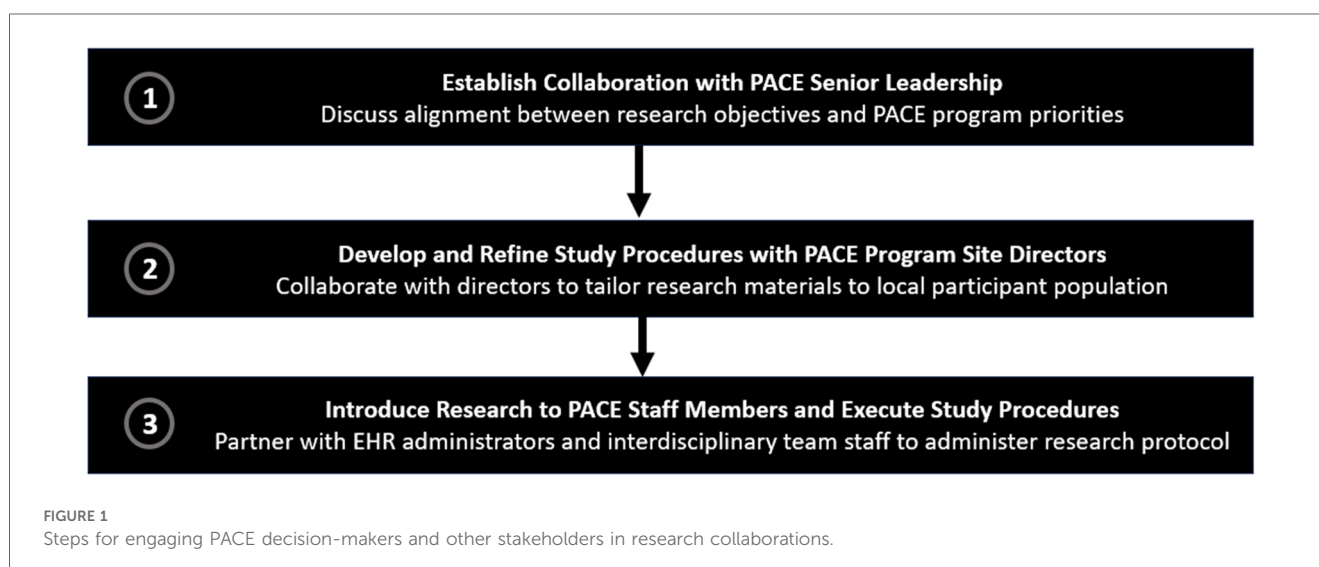 1
Establish Collaboration with PACE Senior Leadership
Discuss alignment between research objectives and PACE program priorities
2
Develop and Refine Study Procedures with PACE Program Site Directors
Collaborate with directors to tailor research materials to local participant population
3
Introduce Research to PACE Staff Members and Execute Study Procedures
Partner with EHR administrators and interdisciplinary team staff to administer research protocol
FIGURE 1
Steps for engaging PACE decision-makers and other stakeholders in research collaborations.